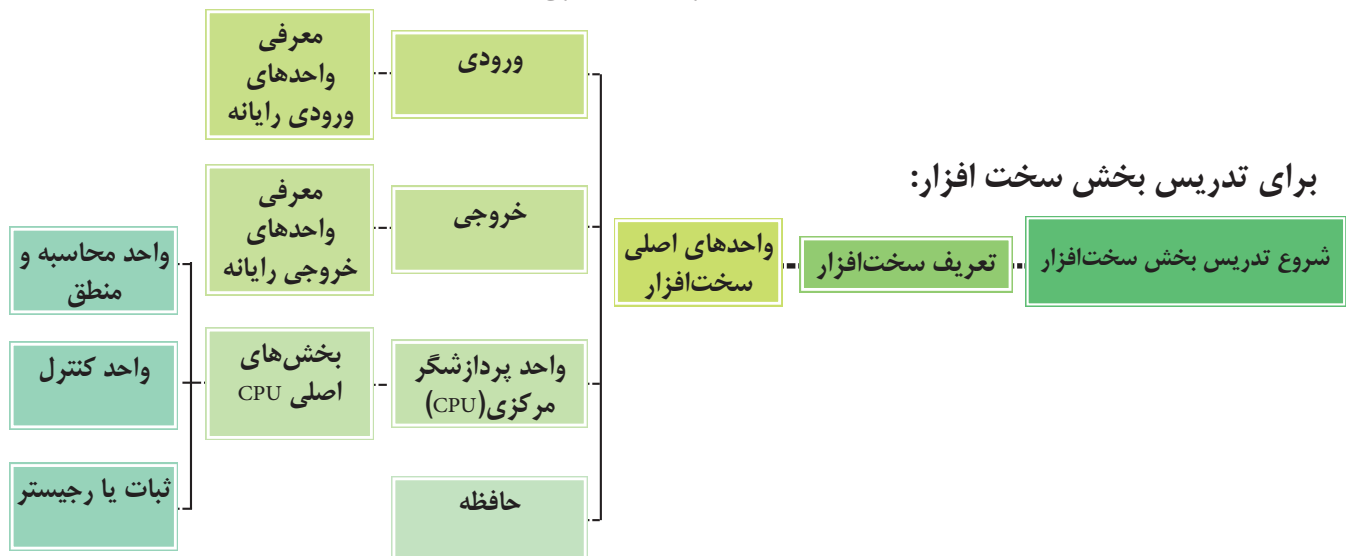 برای تدریس بخش سخت افزار:
شروع تدریس بخش سخت‌افزار
تعریف سخت‌افزار
واحدهای اصلی
سخت‌افزار
ورودی
معرفی
واحدهای
ورودی رایانه
خروجی
معرفی
واحدهای
خروجی رایانه
واحد پردازشگر
مرکزی(CPU)
بخش‌های
اصلی CPU
واحد محاسبه و
منطق
واحد کنترل
ثبات یا رجیستر
حافظه